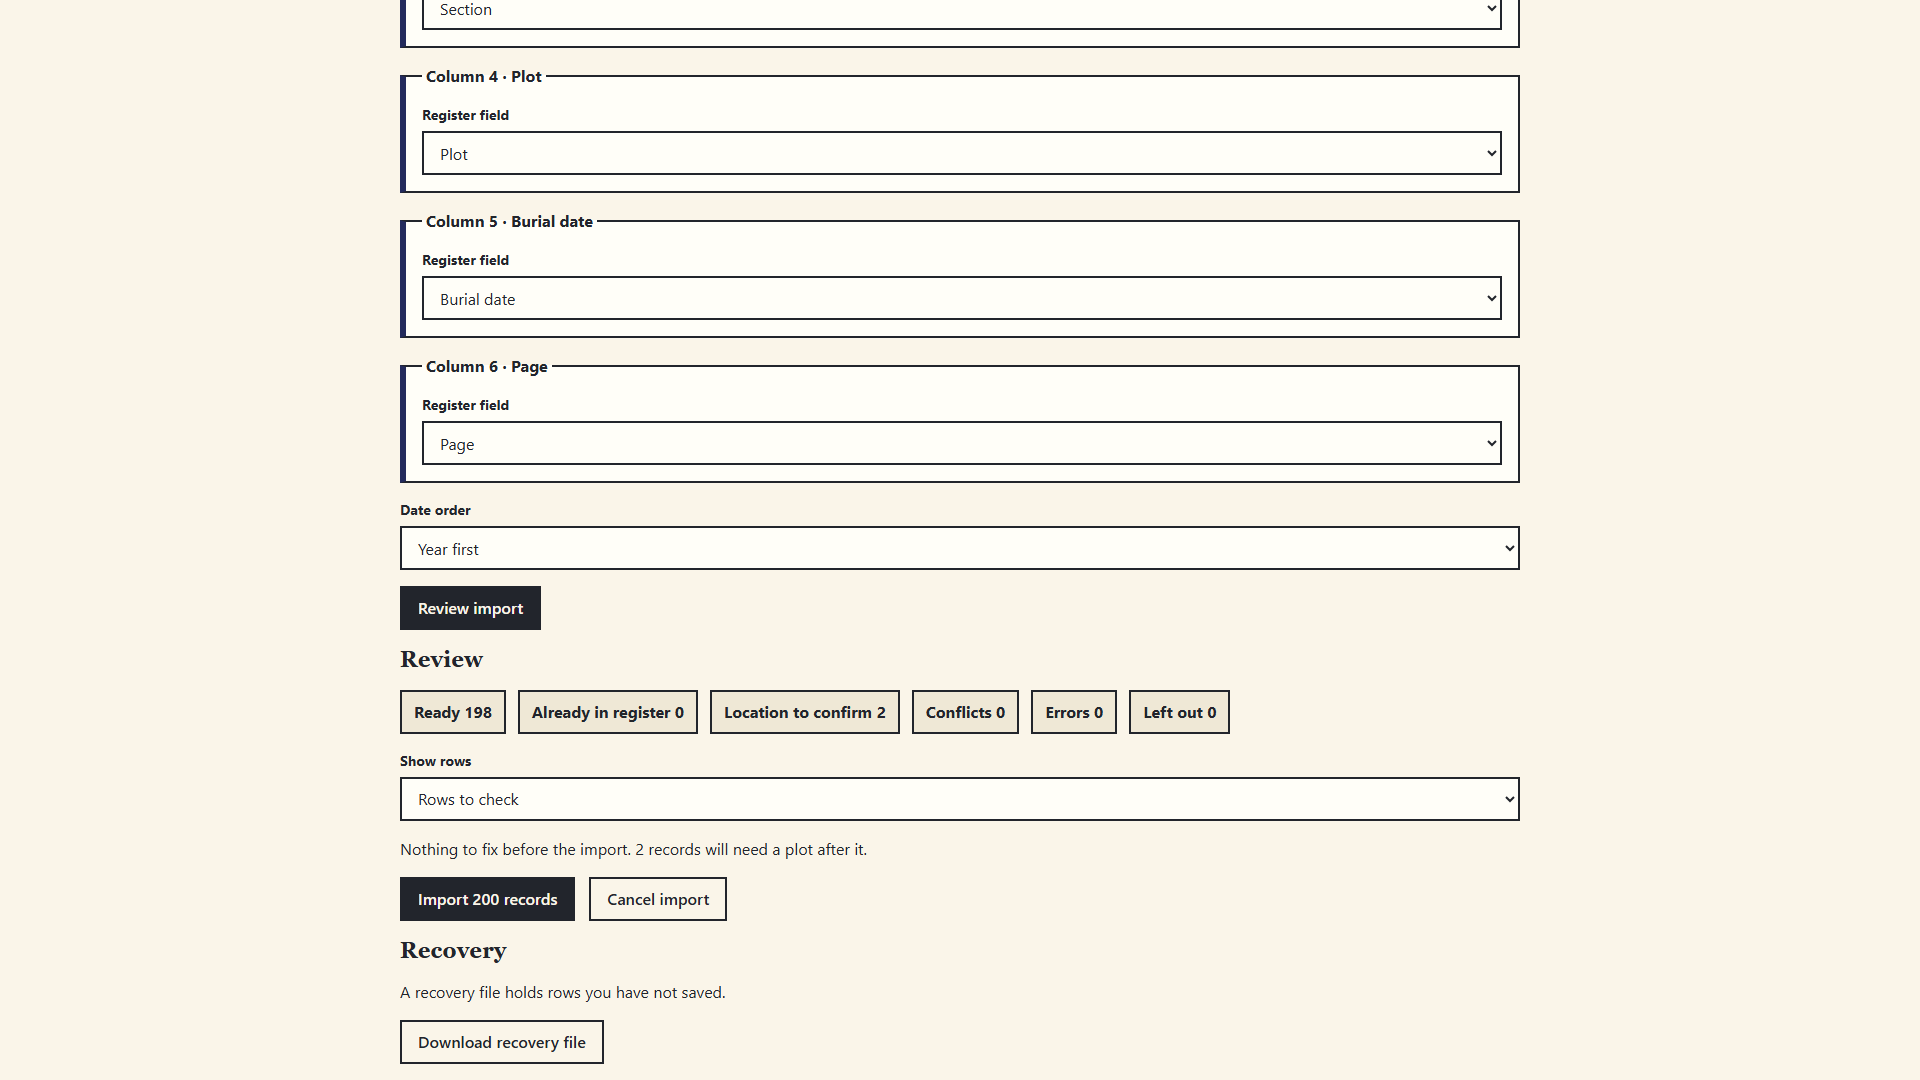 Section
Column 4 · Plot
Register field
Plot
Column 5 · Burial date
Register field
Burial date
Column 6 · Page
Register field
Page
Date order
Year first
Review import
Review
Ready 198 Already in register 0 Location to confirm 2 Conflicts 0 Errors 0 Left out 0
Show rows
Rows to check
Nothing to fix before the import. 2 records will need a plot after it.
Import 200 records Cancel import
Recovery
A recovery file holds rows you have not saved.
Download recovery file